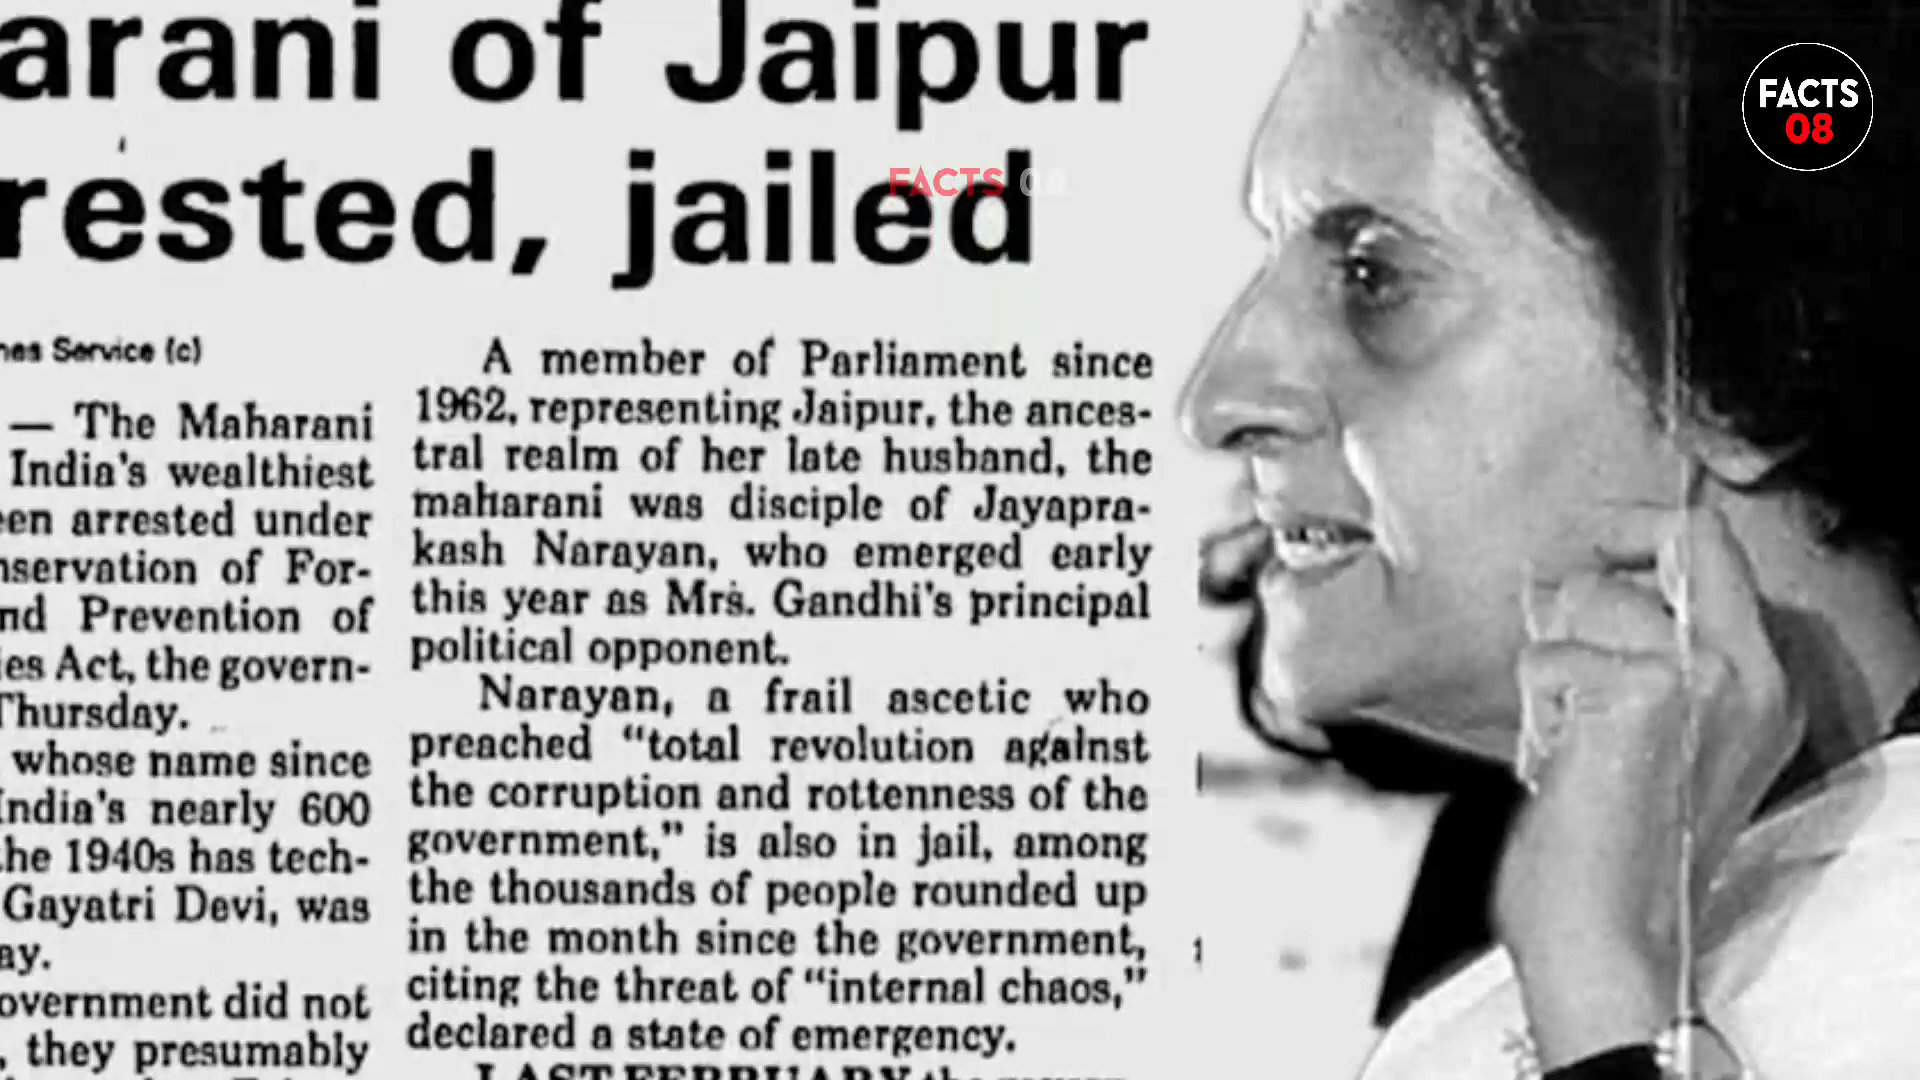 arani of Jaipur
rested, jailed
FACTS 08
FACTS
08
nes Service (c)
— The Maharani
India's wealthiest
en arrested under
nservation of For-
nd Prevention of
ies Act, the govern-
Thursday.
whose name since
India's nearly 600
he 1940s has tech-
Gayatri Devi, was
ay.
overnment did not
, they presumably
A member of Parliament since
1962, representing Jaipur, the ances-
tral realm of her late husband, the
maharani was disciple of Jayapra-
kash Narayan, who emerged early
this year as Mrs. Gandhi's principal
political opponent.
Narayan, a frail ascetic who
preached "total revolution against
the corruption and rottenness of the
government," is also in jail, among
the thousands of people rounded up
in the month since the government,
citing the threat of "internal chaos,"
declared a state of emergency.
LAST FEBRUARY the